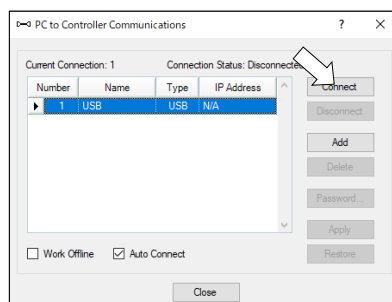 PC to Controller Communications
Current Connection: 1 Connection Status: Disconnected
Number Name Type IP Address
1 USB USB N/A
Connect
Disconnect
Add
Delete
Password...
Apply
Restore
Work Offline Auto Connect
Close